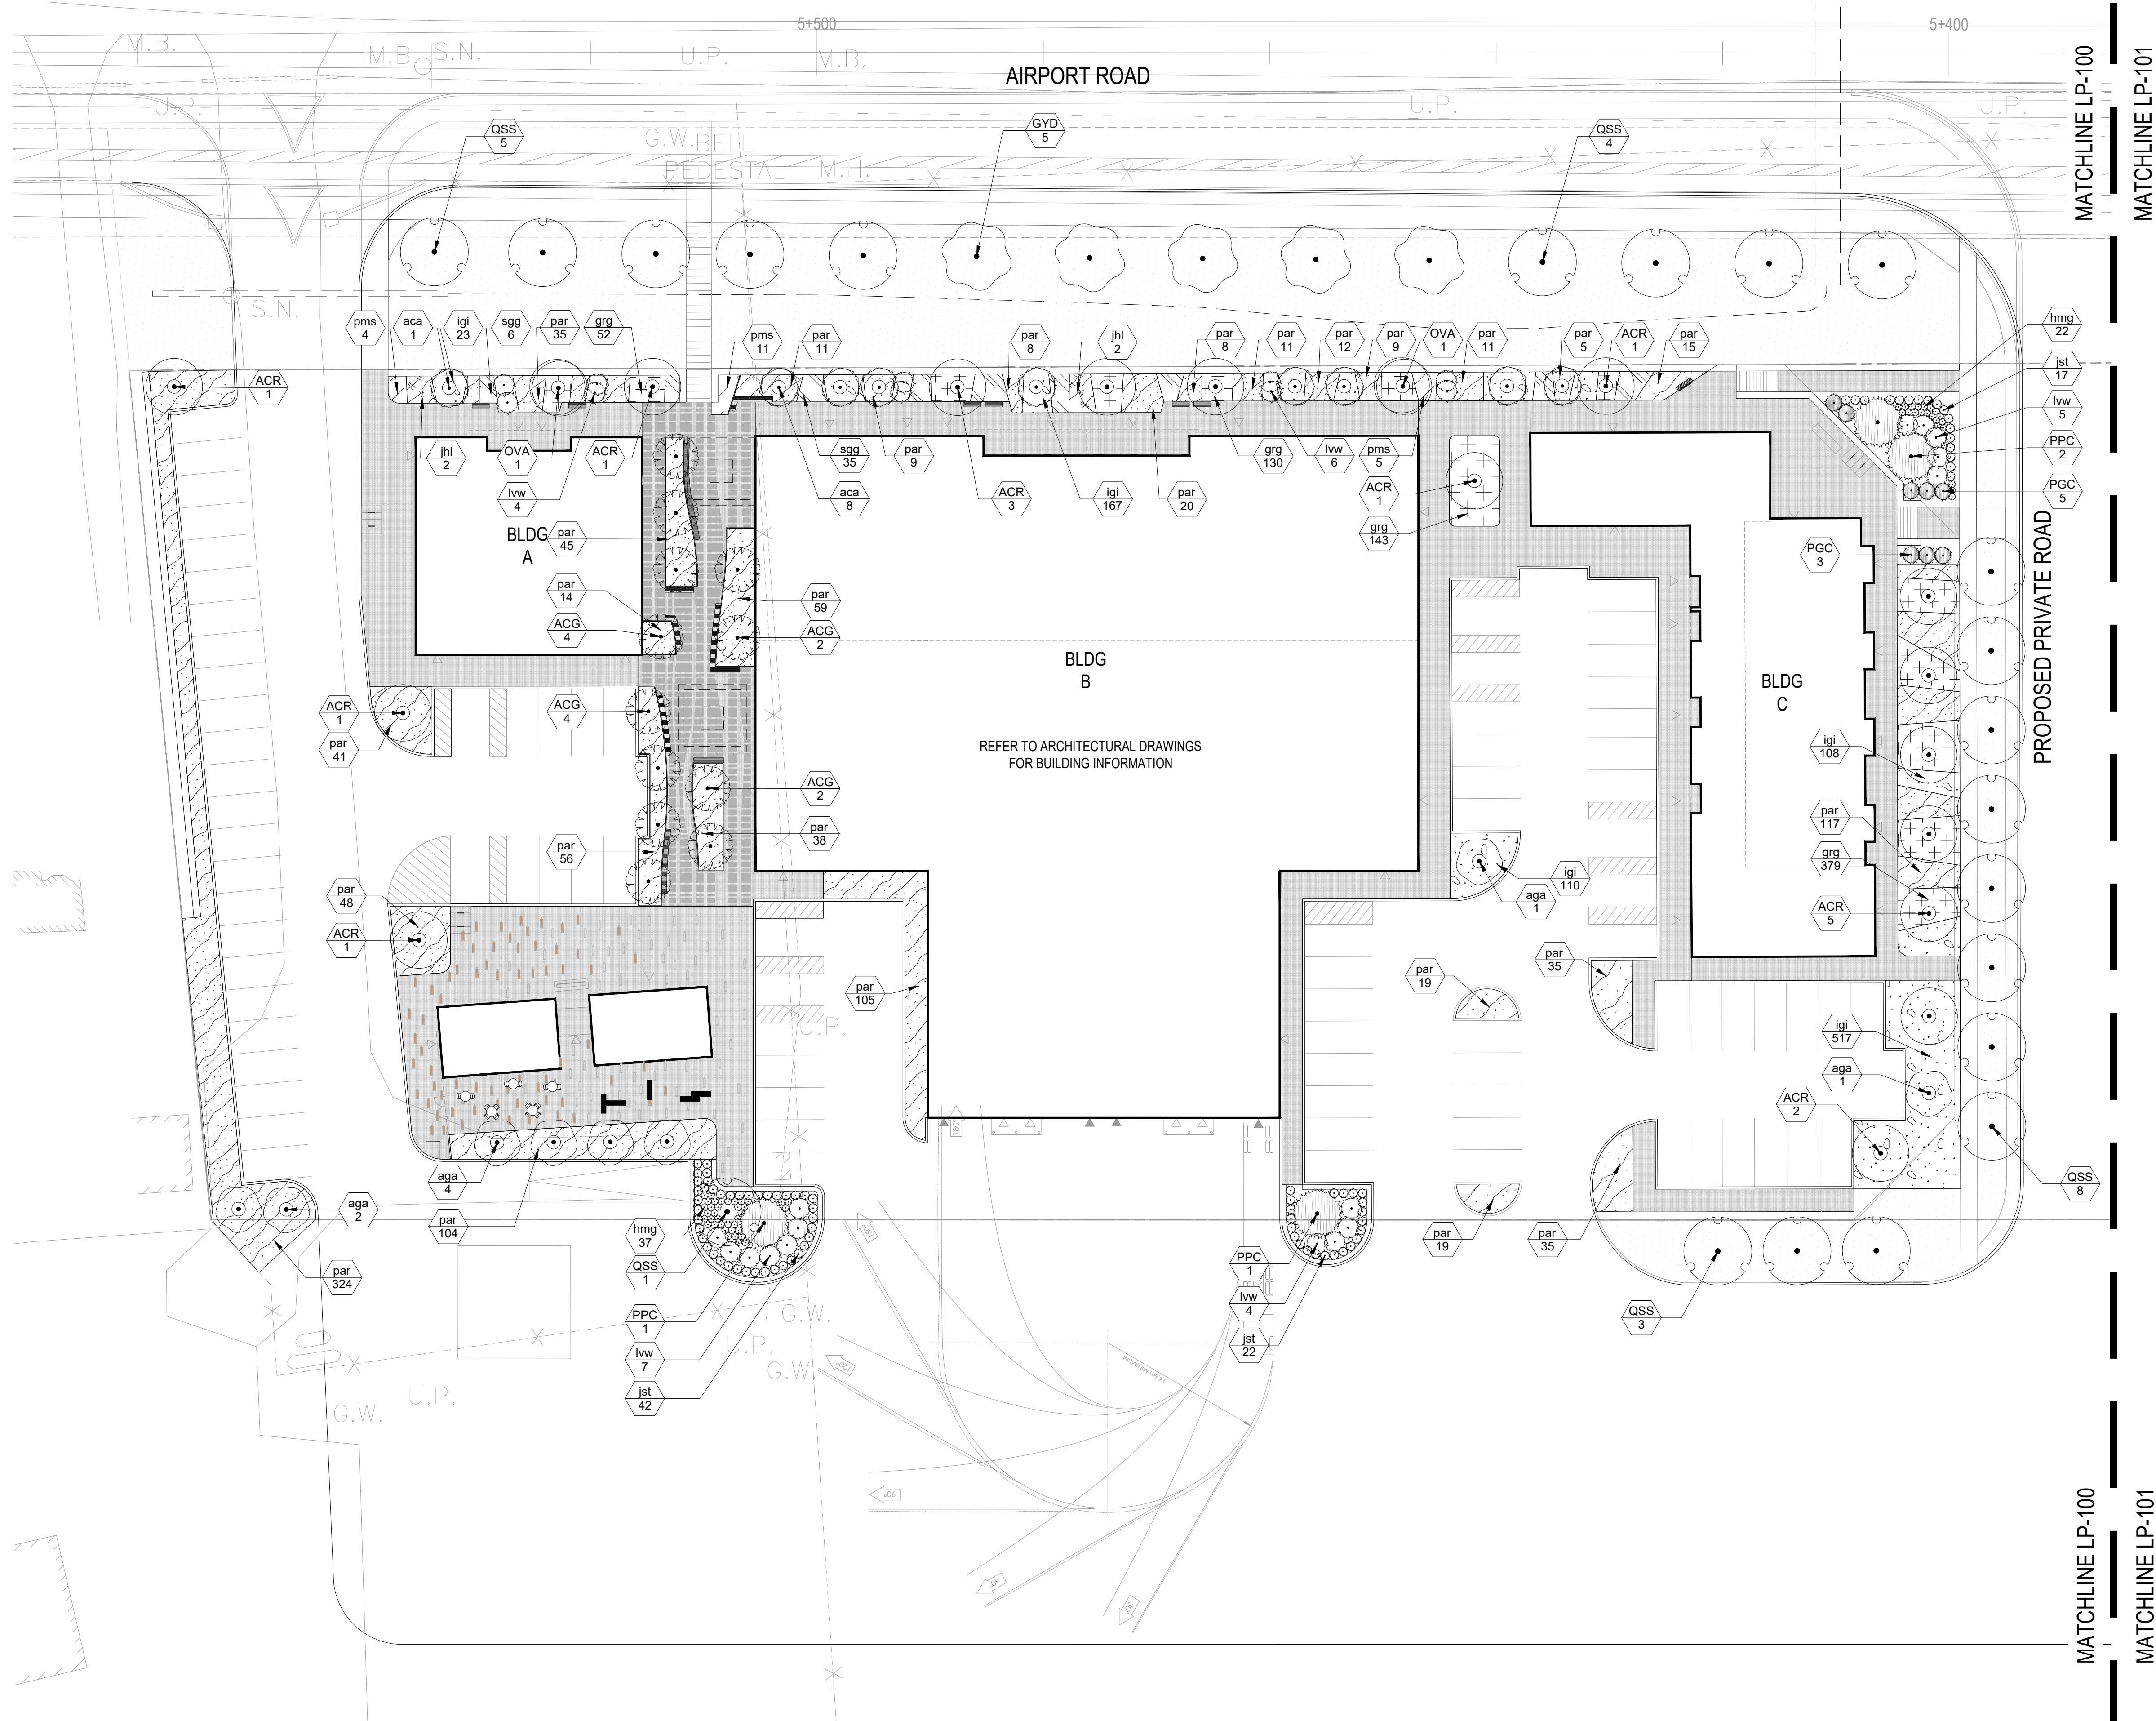 5+500
5+400
M.B.
M.B.
S.N.
U.P.
M.B.
AIRPORT ROAD
U.P.
U.P.
U.P.
MATCHLINE LP-100
MATCHLINE LP-101
QSS
5
G.W.
BELL
PEDESTAL
M.H.
GYD
5
QSS
4
S.N.
pms
4
aca
1
igi
23
sgg
6
par
35
grg
52
pms
11
par
11
par
8
jhl
2
par
8
par
11
par
12
par
9
OVA
1
par
11
par
5
ACR
1
par
15
hmg
22
jst
17
lvw
5
PPC
2
PGC
5
ACR
1
jhl
2
OVA
1
lvw
4
ACR
1
sgg
35
par
9
aca
8
ACR
3
igi
167
par
20
grg
130
lvw
6
pms
5
ACR
1
grg
143
BLDG
A
par
45
par
14
ACG
4
par
59
ACG
2
PGC
3
PROPOSED PRIVATE ROAD
BLDG
B
BLDG
C
REFER TO ARCHITECTURAL DRAWINGS
FOR BUILDING INFORMATION
ACR
1
par
41
ACG
4
ACG
2
par
38
par
56
igi
108
par
117
grg
379
ACR
5
par
48
ACR
1
igi
110
aga
1
par
105
par
19
par
35
U.P.
igi
517
aga
1
ACR
2
180°
aga
4
par
104
aga
2
par
324
hmg
37
QSS
1
PPC
1
lvw
7
jst
42
150°
120°
PPC
1
lvw
4
jst
22
par
19
par
35
QSS
3
QSS
8
G.W.
U.P.
G.W.
U.P.
G.W.
90°
60°
30°
MATCHLINE LP-100
MATCHLINE LP-101